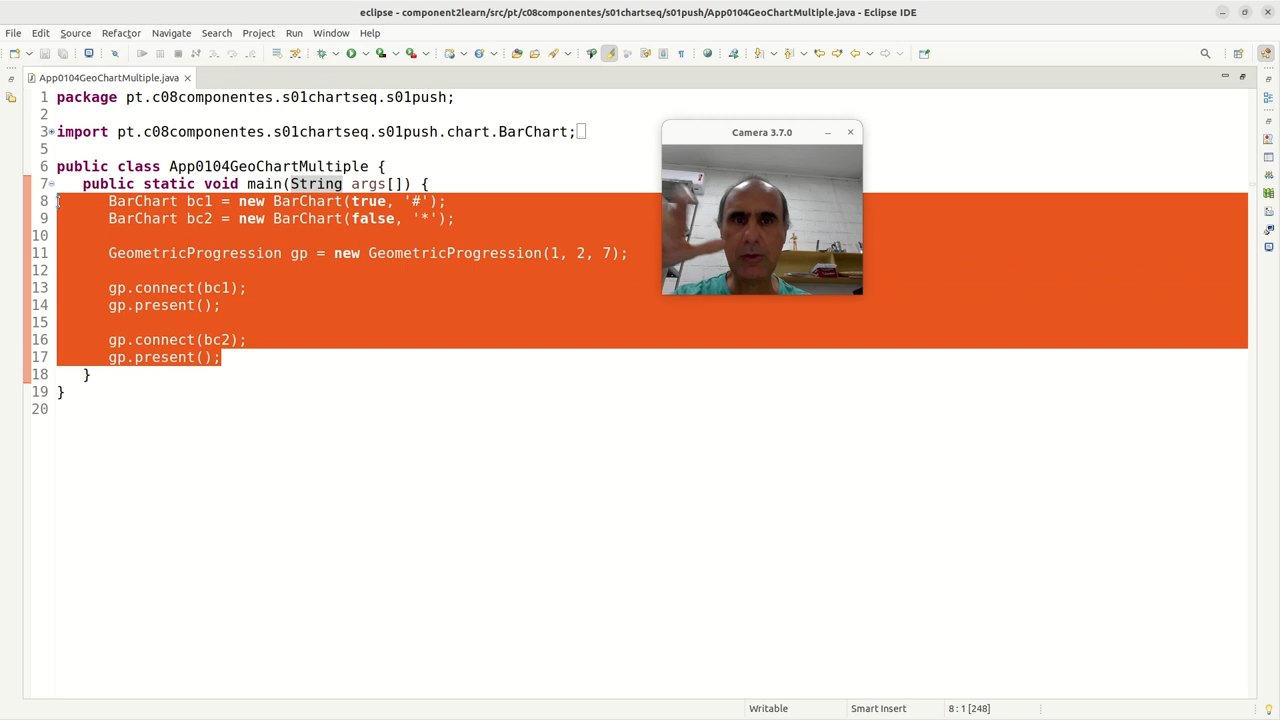 eclipse - component2learn/src/pt/c08componentes/s01chartseq/s01push/App0104GeoChartMultiple.java - Eclipse IDE
File Edit Source Refactor Navigate Search Project Run Window Help
App0104GeoChartMultiple.java
1 package pt.c08componentes.s01chartseq.s01push;
2
3 import pt.c08componentes.s01chartseq.s01push.chart.BarChart;
5
6 public class App0104GeoChartMultiple {
7 public static void main(String args[]) {
8 BarChart bc1 = new BarChart(true, '#');
9 BarChart bc2 = new BarChart(false, '*');
10
11 GeometricProgression gp = new GeometricProgression(1, 2, 7);
12
13 gp.connect(bc1);
14 gp.present();
15
16 gp.connect(bc2);
17 gp.present();
18 }
19 }
20
Camera 3.7.0
Writable Smart Insert 8 : 1 [248]